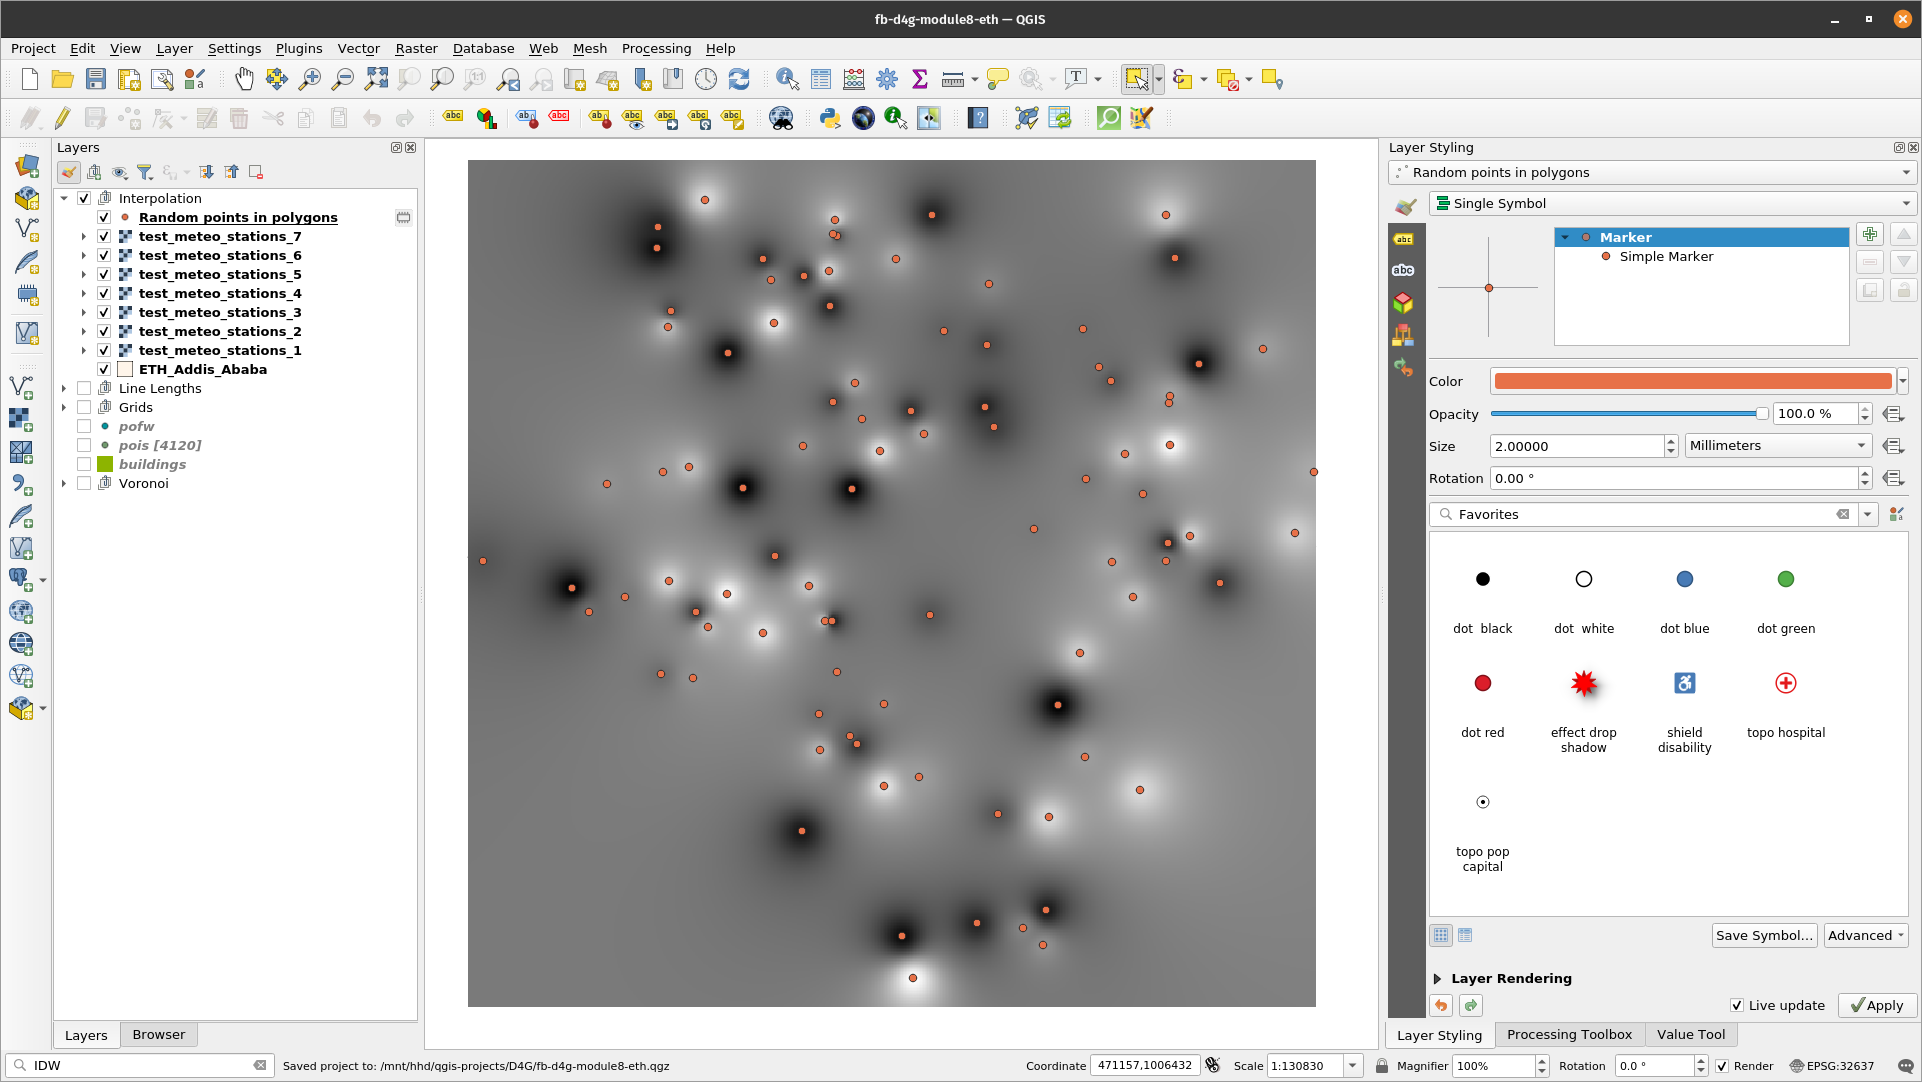 fb-d4g-module8-eth — QGIS
Project Edit View Layer Settings Plugins Vector Raster Database Web Mesh Processing Help
Layers
Interpolation
Random points in polygons
test_meteo_stations_7
test_meteo_stations_6
test_meteo_stations_5
test_meteo_stations_4
test_meteo_stations_3
test_meteo_stations_2
test_meteo_stations_1
ETH_Addis_Ababa
Line Lengths
Grids
pofw
pois [4120]
buildings
Voronoi
Layers Browser
Layer Styling
Random points in polygons
Single Symbol
Marker
Simple Marker
Color
Opacity 100.0 %
Size 2.00000 Millimeters
Rotation 0.00 °
Favorites
dot black dot white dot blue dot green
dot red effect drop shadow shield disability topo hospital
topo pop capital
Save Symbol... Advanced
Layer Rendering
Live update Apply
Layer Styling Processing Toolbox Value Tool
IDW Saved project to: /mnt/hhd/qgis-projects/D4G/fb-d4g-module8-eth.qgz Coordinate 471157,1006432 Scale 1:130830 Magnifier 100% Rotation 0.0 ° Render EPSG:32637